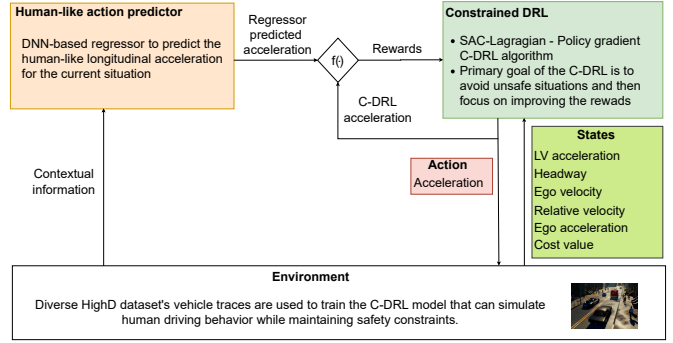 Human-like action predictor
DNN-based regressor to predict the
human-like longitudinal acceleration
for the current situation
Regressor
predicted
acceleration
f(·)
Rewards
C-DRL
acceleration
Constrained DRL
• SAC-Lagragian - Policy gradient
C-DRL algorithm
• Primary goal of the C-DRL is to
avoid unsafe situations and then
focus on improving the rewads
Contextual
information
Action
Acceleration
States
LV acceleration
Headway
Ego velocity
Relative velocity
Ego acceleration
Cost value
Environment
Diverse HighD dataset's vehicle traces are used to train the C-DRL model that can simulate
human driving behavior while maintaining safety constraints.